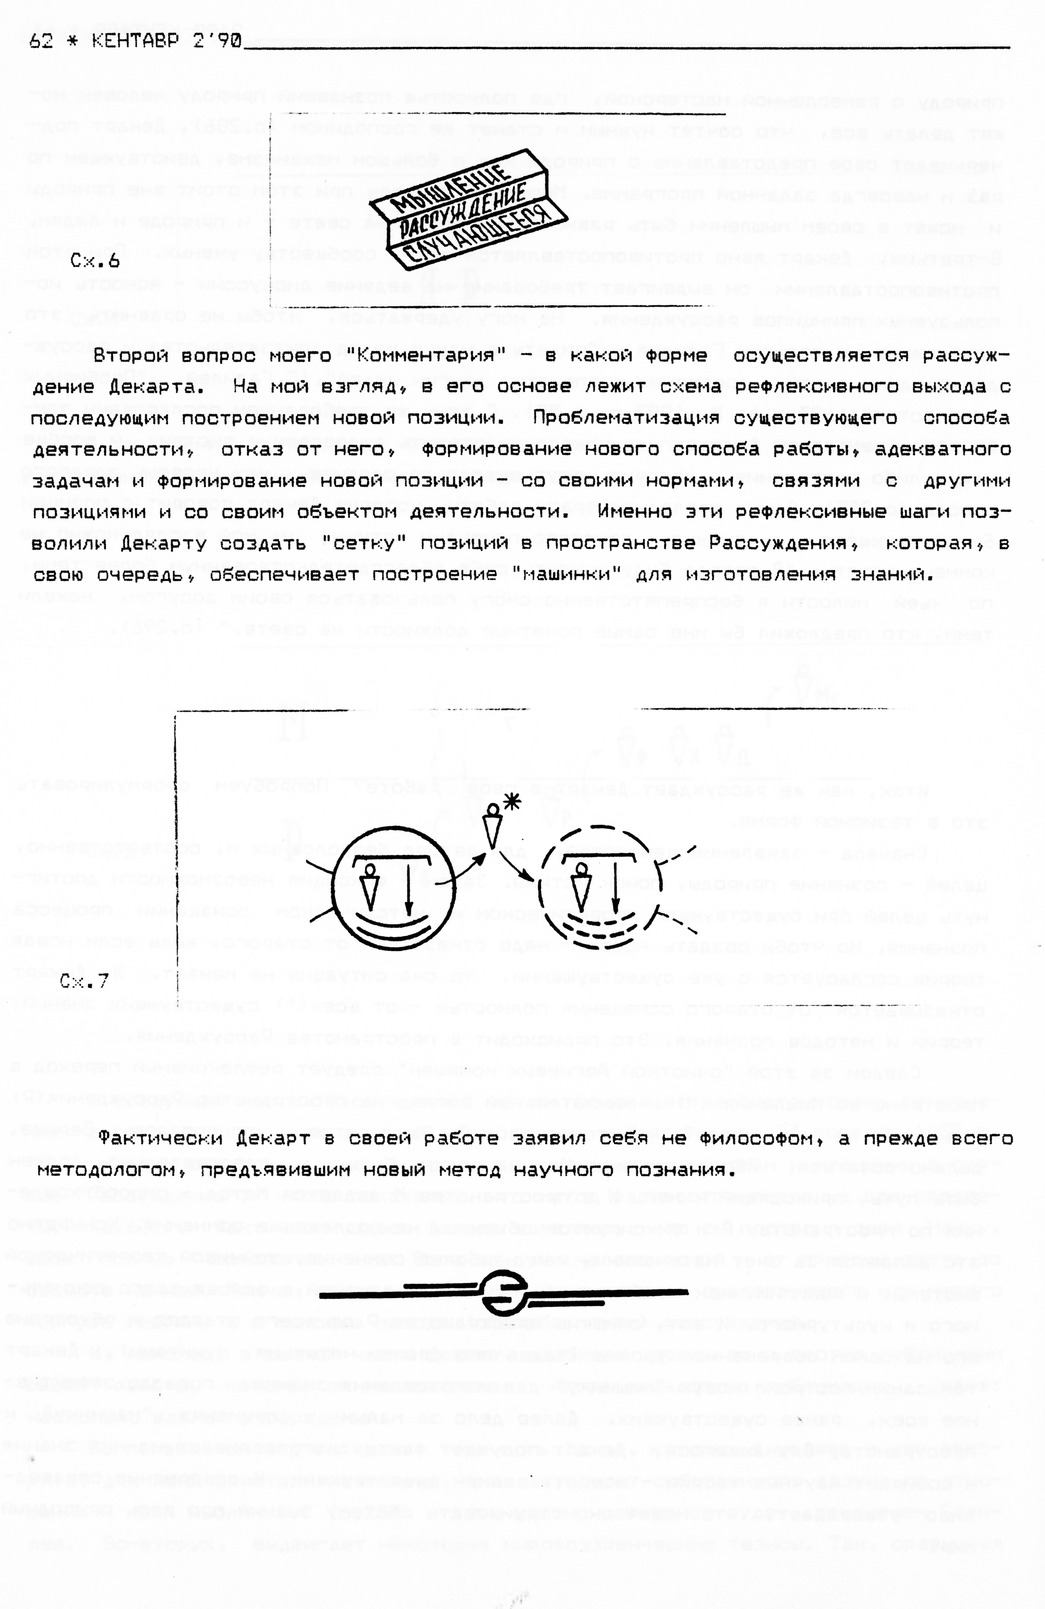 62 * КЕНТАВР 2'90
МЫШЛЕНИЕ
РАССУЖДЕНИЕ
СЛУЧАЮЩЕЕСЯ
Сх.6
Второй вопрос моего "Комментария" - в какой форме осуществляется рассуж-
дение Декарта. На мой взгляд, в его основе лежит схема рефлексивного выхода с
последующим построением новой позиции. Проблематизация существующего способа
деятельности, отказ от него, формирование нового способа работы, адекватного
задачам и формирование новой позиции - со своими нормами, связями с другими
позициями и со своим объектом деятельности. Именно эти рефлексивные шаги поз-
волили Декарту создать "сетку" позиций в пространстве Рассуждения, которая, в
свою очередь, обеспечивает построение "машинки" для изготовления знаний.
*
Сх.7
Фактически Декарт в своей работе заявил себя не философом, а прежде всего
методологом, предъявившим новый метод научного познания.